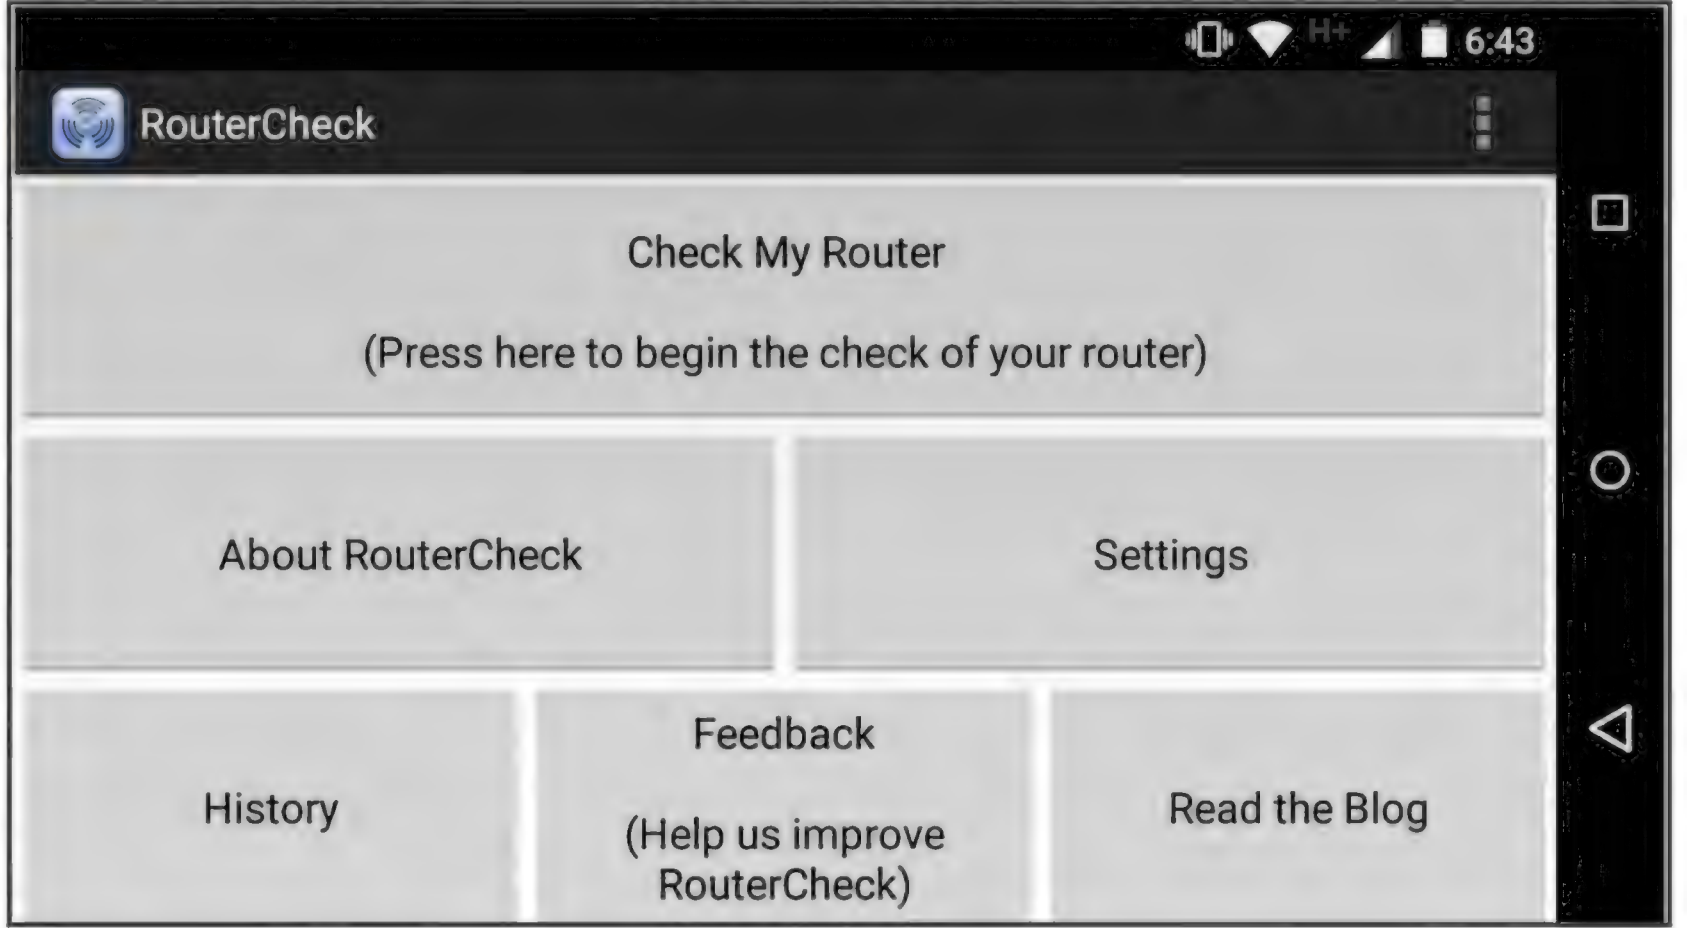 H+ 6:43
RouterCheck
Check My Router
(Press here to begin the check of your router)
About RouterCheck
Settings
History
Feedback
(Help us improve
RouterCheck)
Read the Blog